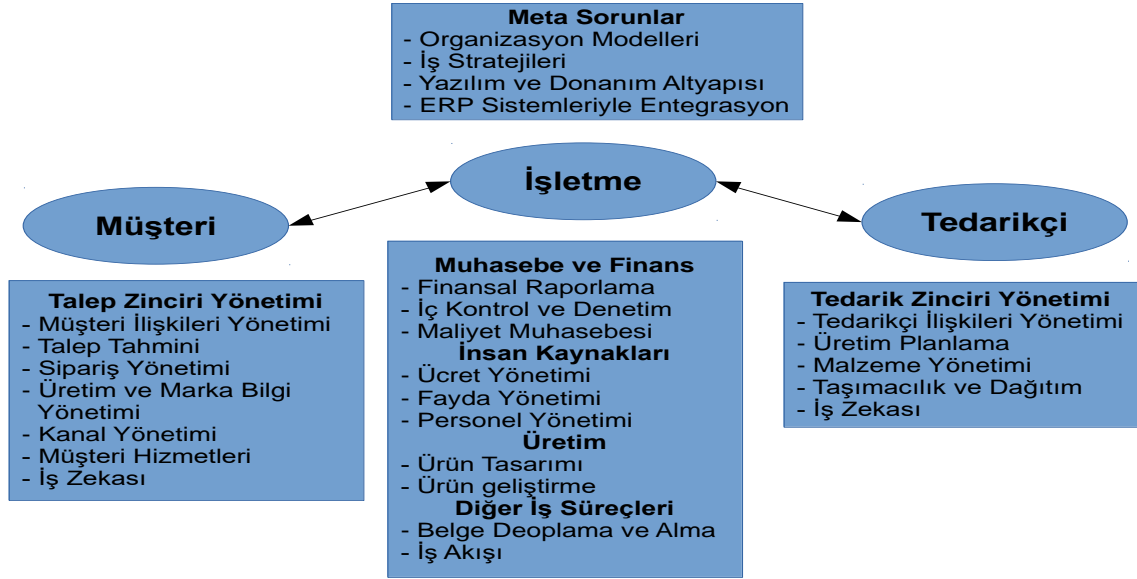 Meta Sorunlar
- Organizasyon Modelleri
- İş Stratejileri
- Yazılım ve Donanım Altyapısı
- ERP Sistemleriyle Entegrasyon
Müşteri
İşletme
Tedarikçi
Talep Zinciri Yönetimi
- Müşteri İlişkileri Yönetimi
- Talep Tahmini
- Sipariş Yönetimi
- Üretim ve Marka Bilgi
Yönetimi
- Kanal Yönetimi
- Müşteri Hizmetleri
- İş Zekası
Muhasebe ve Finans
- Finansal Raporlama
- İç Kontrol ve Denetim
- Maliyet Muhasebesi
İnsan Kaynakları
- Ücret Yönetimi
- Fayda Yönetimi
- Personel Yönetimi
Üretim
- Ürün Tasarımı
- Ürün geliştirme
Diğer İş Süreçleri
- Belge Deoplama ve Alma
- İş Akışı
Tedarik Zinciri Yönetimi
- Tedarikçi İlişkileri Yönetimi
- Üretim Planlama
- Malzeme Yönetimi
- Taşımacılık ve Dağıtım
- İş Zekası